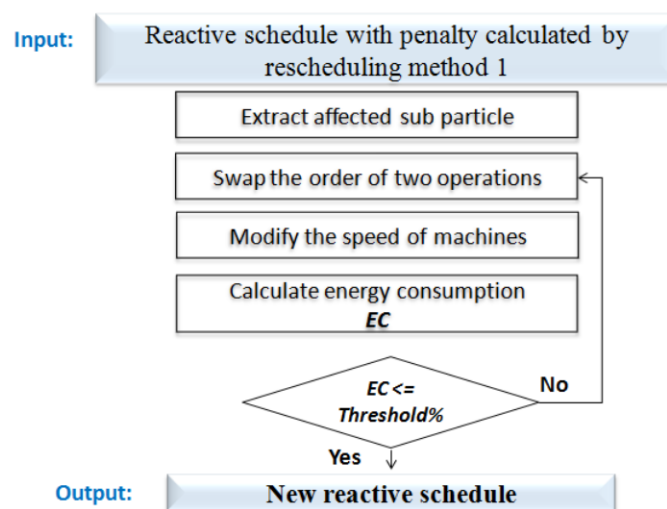 Input:
Reactive schedule with penalty calculated by
rescheduling method 1
Extract affected sub particle
Swap the order of two operations
Modify the speed of machines
Calculate energy consumption
EC
EC <=
Threshold%
No
Yes
Output:
New reactive schedule